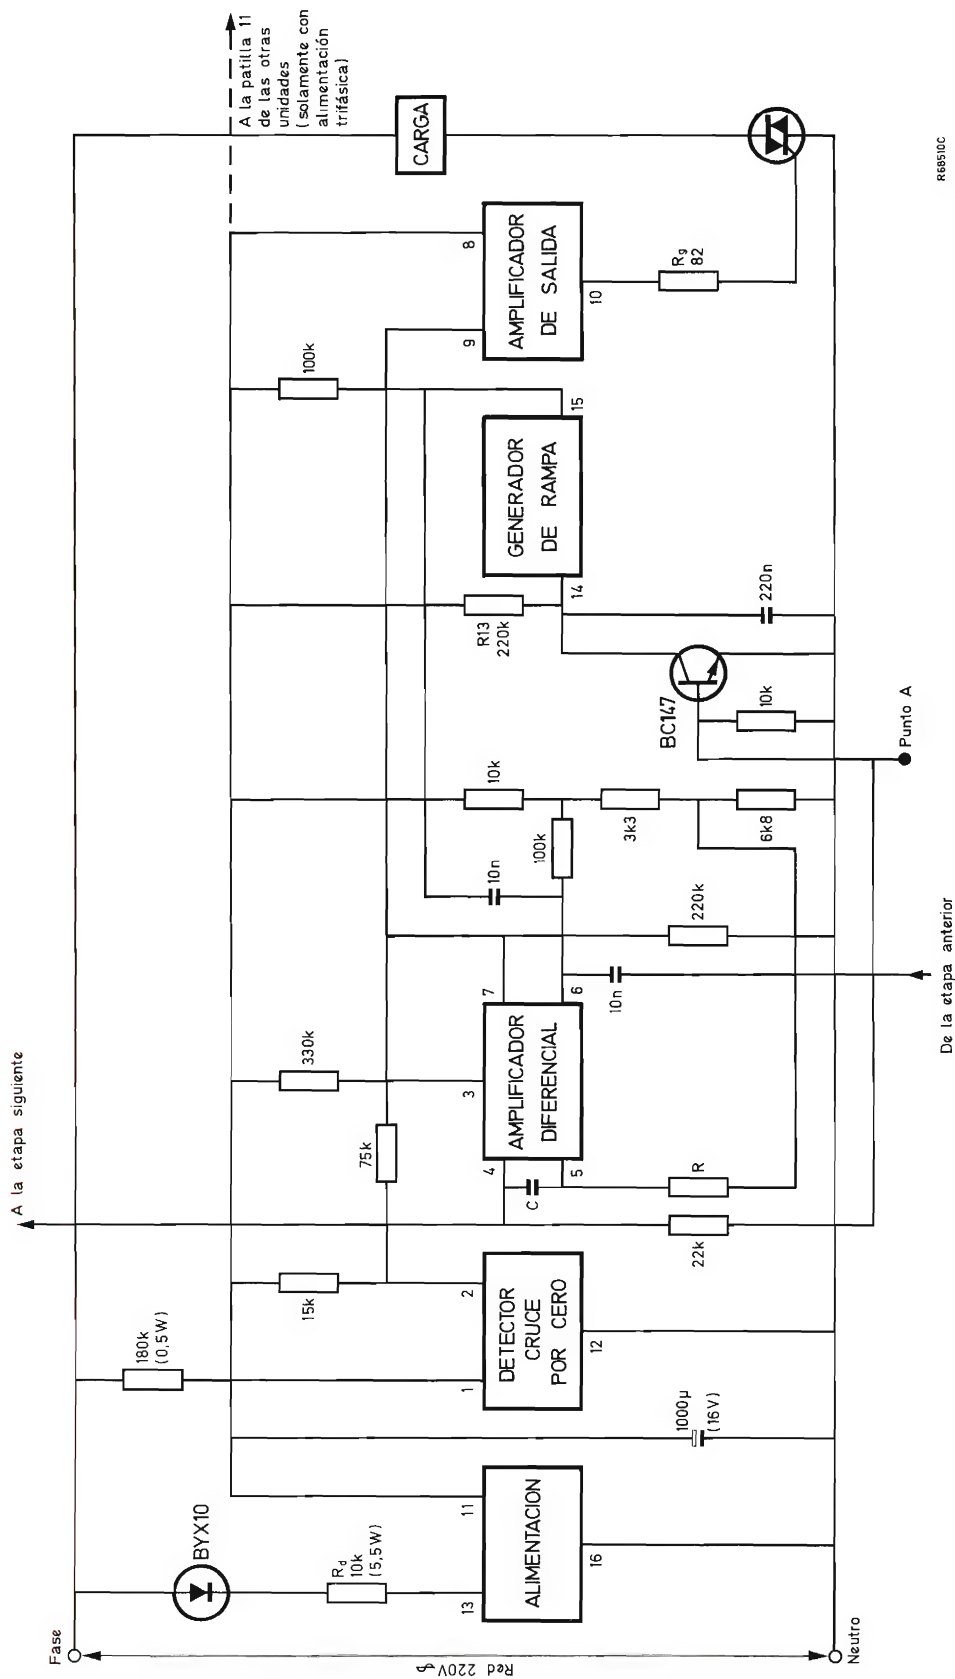 Fase
Red 220V
Neutro
BYX10
Rd
10k
(5,5W)
13
11
ALIMENTACION
16
1000µ
(16V)
180k
(0,5W)
15k
1
2
DETECTOR
CRUCE
POR CERO
12
A la etapa siguiente
22k
R
C
4
5
75k
330k
3
AMPLIFICADOR
DIFERENCIAL
7
6
10n
De la etapa anterior
220k
10n
100k
10k
3k3
6k8
Punto A
10k
BC147
R13
220k
220n
14
GENERADOR
DE RAMPA
15
100k
9
8
AMPLIFICADOR
DE SALIDA
10
Rg
82
CARGA
A la patilla 11
de las otras
unidades
(solamente con
alimentación
trifásica)
R68510C